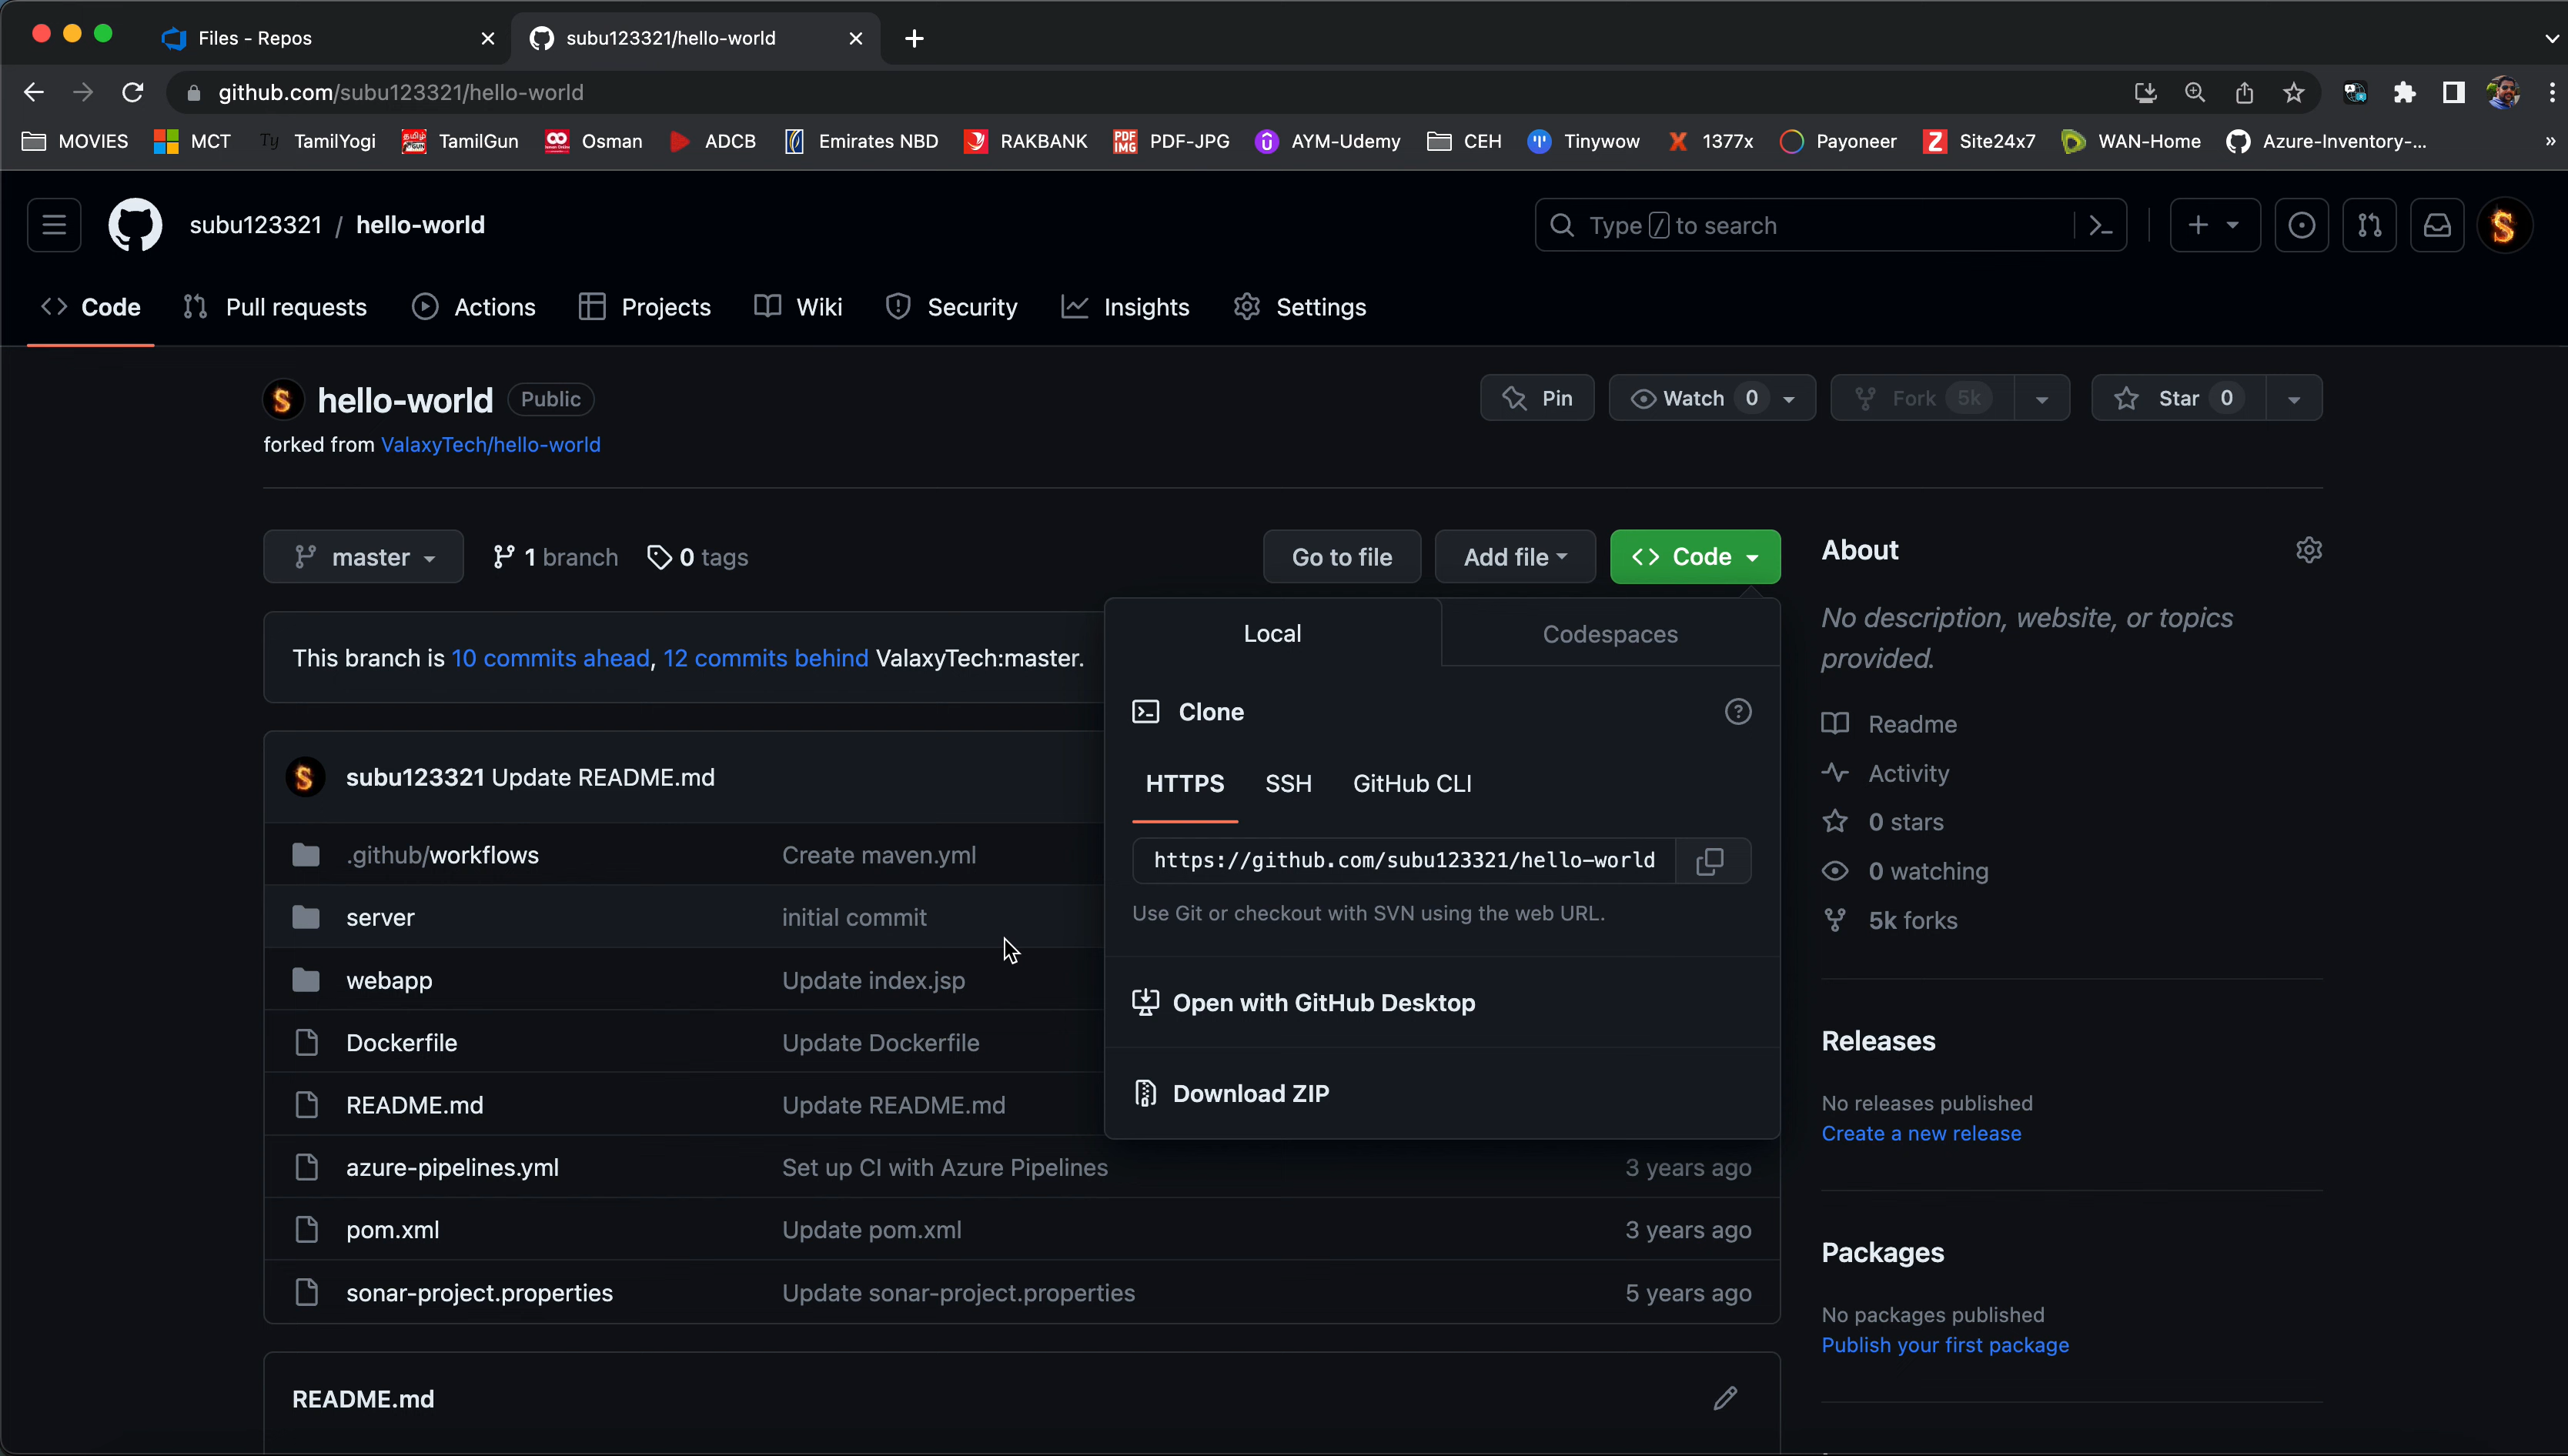 Files - Repos
subu123321/hello-world
github.com/subu123321/hello-world
MOVIES MCT Ty TamilYogi TamilGun Osman ADCB Emirates NBD RAKBANK PDF IMG PDF-JPG AYM-Udemy CEH Tinywow 1377x Payoneer Site24x7 WAN-Home Azure-Inventory-... »
subu123321 / hello-world
Type / to search
Code Pull requests Actions Projects Wiki Security Insights Settings
hello-world Public
Pin Watch 0 Fork 5k Star 0
forked from ValaxyTech/hello-world
master 1 branch 0 tags
Go to file Add file Code
About
No description, website, or topics
provided.
Readme
Activity
0 stars
0 watching
5k forks
Local Codespaces
Clone
HTTPS SSH GitHub CLI
https://github.com/subu123321/hello-world
Use Git or checkout with SVN using the web URL.
Open with GitHub Desktop
Download ZIP
This branch is 10 commits ahead, 12 commits behind ValaxyTech:master.
subu123321 Update README.md
.github/workflows Create maven.yml
server initial commit
webapp Update index.jsp
Dockerfile Update Dockerfile
README.md Update README.md
azure-pipelines.yml Set up CI with Azure Pipelines 3 years ago
pom.xml Update pom.xml 3 years ago
sonar-project.properties Update sonar-project.properties 5 years ago
README.md
Releases
No releases published
Create a new release
Packages
No packages published
Publish your first package